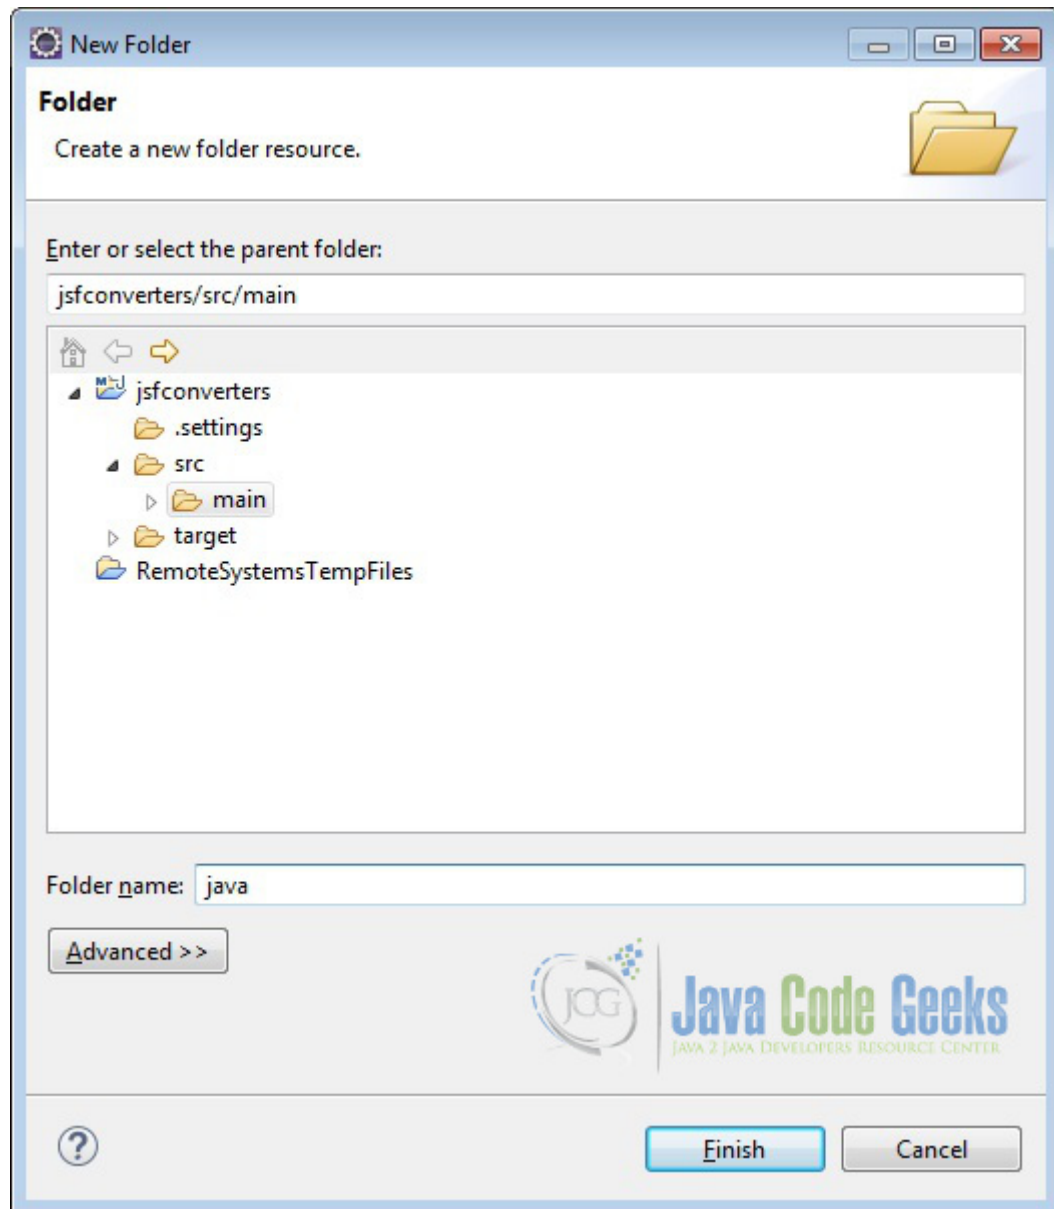 New Folder
Folder
Create a new folder resource.
Enter or select the parent folder:
jsfconverters/src/main
jsfconverters
.settings
src
main
target
RemoteSystemsTempFiles
Folder name: java
Advanced >>
JCG
Java Code Geeks
JAVA 2 JAVA DEVELOPERS RESOURCE CENTER
?
Finish Cancel